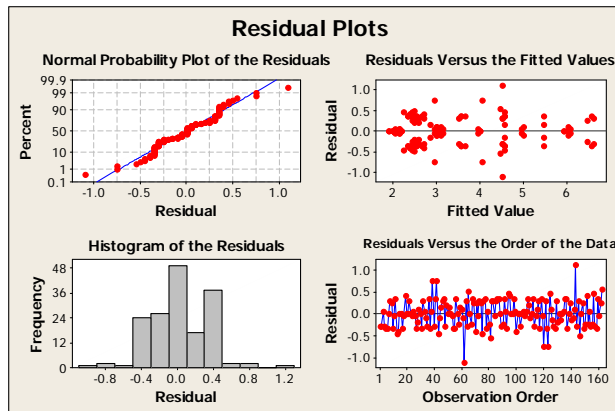 Residual Plots
Normal Probability Plot of the Residuals
99.9
99
90
50
10
1
0.1
Percent
-1.0 -0.5 0.0 0.5 1.0
Residual
Residuals Versus the Fitted Values
1.0
0.5
0.0
-0.5
-1.0
Residual
2 3 4 5 6
Fitted Value
Histogram of the Residuals
48
36
24
12
0
Frequency
-0.8 -0.4 0.0 0.4 0.8 1.2
Residual
Residuals Versus the Order of the Data
1.0
0.5
0.0
-0.5
-1.0
Residual
1 20 40 60 80 100 120 140 160
Observation Order